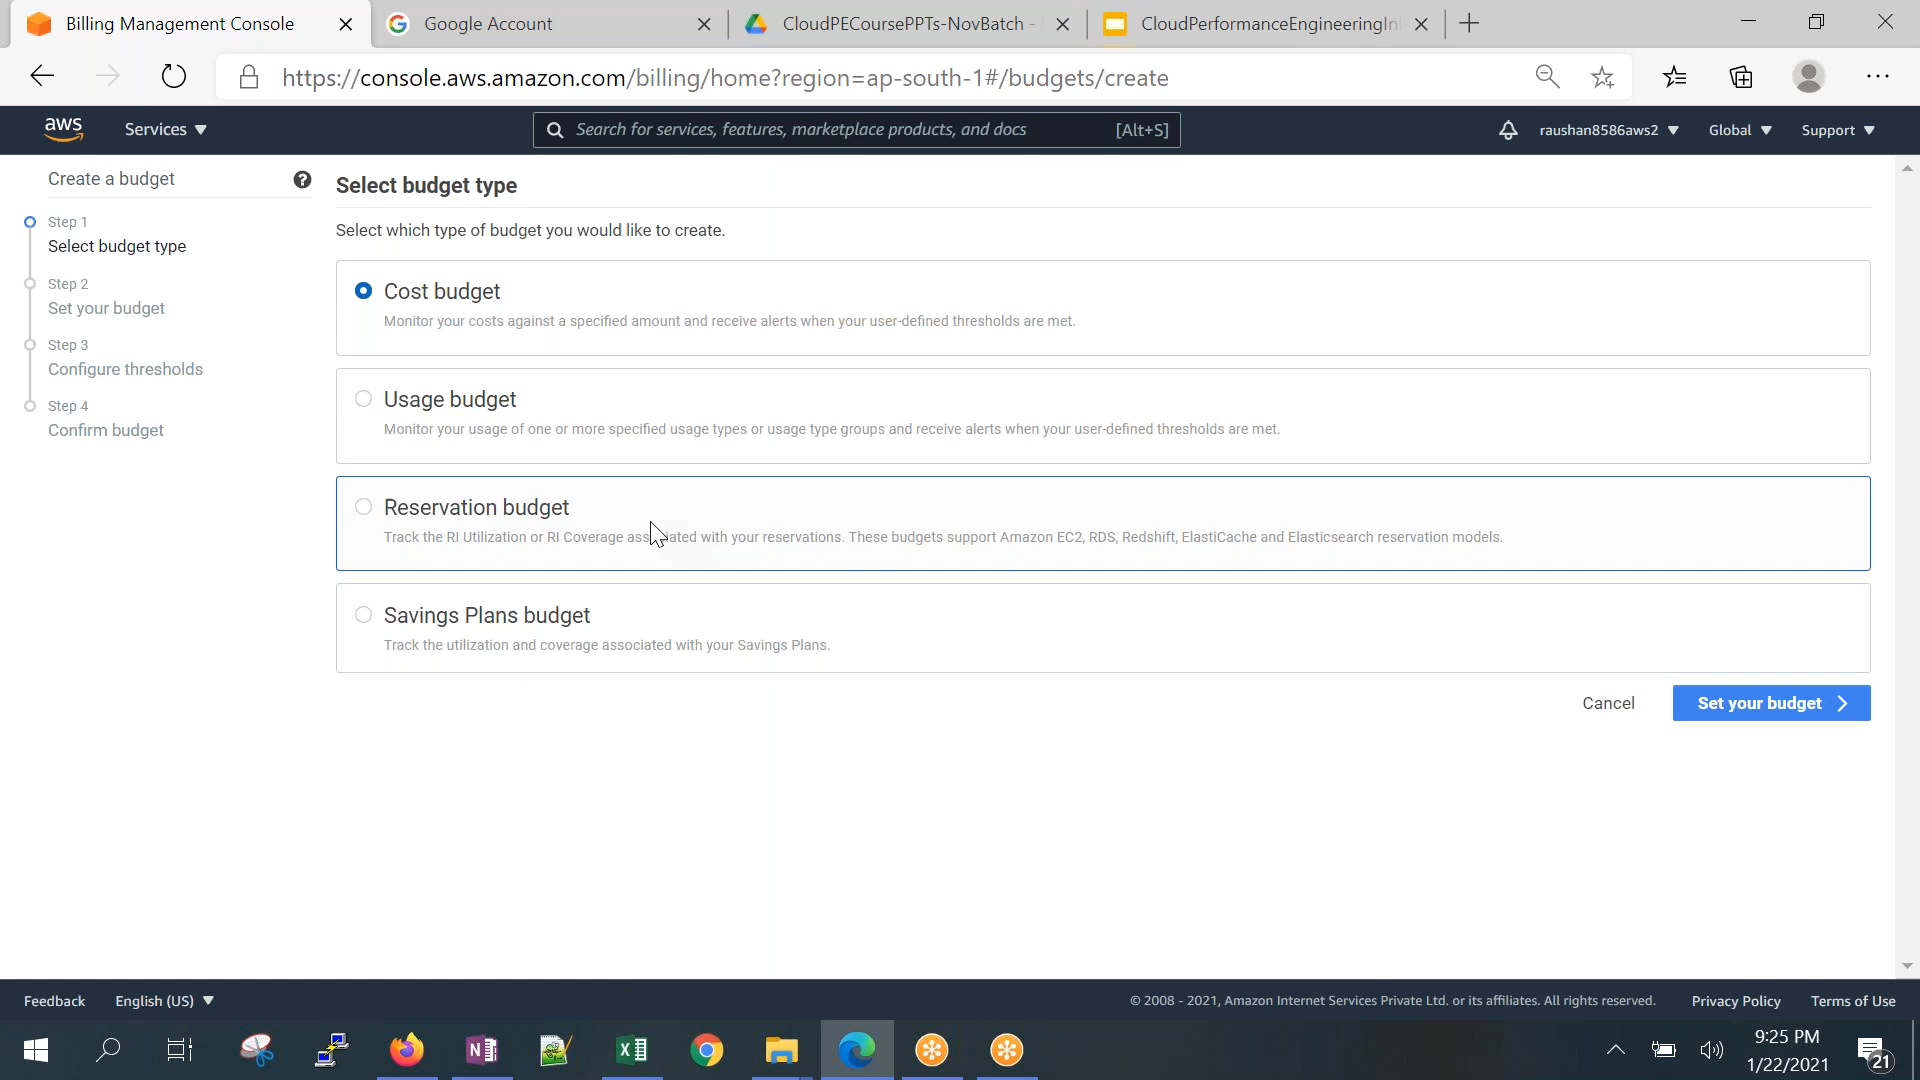 Billing Management Console
Google Account
CloudPECoursePPTs-NovBatch -
CloudPerformanceEngineeringIn
https://console.aws.amazon.com/billing/home?region=ap-south-1#/budgets/create
aws
Services
Search for services, features, marketplace products, and docs
[Alt+S]
raushan8586aws2
Global
Support
Create a budget
Step 1
Select budget type
Step 2
Set your budget
Step 3
Configure thresholds
Step 4
Confirm budget
Select budget type
Select which type of budget you would like to create.
Cost budget
Monitor your costs against a specified amount and receive alerts when your user-defined thresholds are met.
Usage budget
Monitor your usage of one or more specified usage types or usage type groups and receive alerts when your user-defined thresholds are met.
Reservation budget
Track the RI Utilization or RI Coverage associated with your reservations. These budgets support Amazon EC2, RDS, Redshift, ElastiCache and Elasticsearch reservation models.
Savings Plans budget
Track the utilization and coverage associated with your Savings Plans.
Cancel
Set your budget
Feedback
English (US)
© 2008 - 2021, Amazon Internet Services Private Ltd. or its affiliates. All rights reserved.
Privacy Policy
Terms of Use
9:25 PM
1/22/2021
21